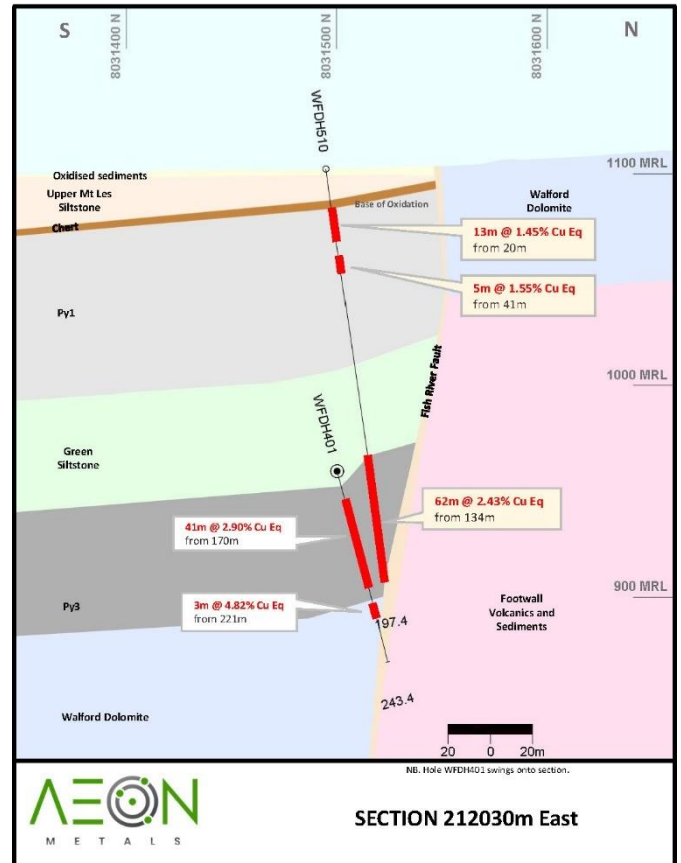 S
8031400 N
8031500 N
8031600 N
N
WFDH510
1100 MRL
Oxidised sediments
Upper Mt Les
Siltstone
Chert
Base of Oxidation
Walford
Dolomite
13m @ 1.45% Cu Eq
from 20m
5m @ 1.55% Cu Eq
from 41m
Py1
Fish River Fault
1000 MRL
WFDH401
Green
Siltstone
62m @ 2.43% Cu Eq
from 134m
41m @ 2.90% Cu Eq
from 170m
900 MRL
3m @ 4.82% Cu Eq
from 221m
Py3
197.4
Footwall
Volcanics and
Sediments
243.4
Walford Dolomite
20 0 20m
NB. Hole WFDH401 swings onto section.
AEON
METALS
SECTION 212030m East